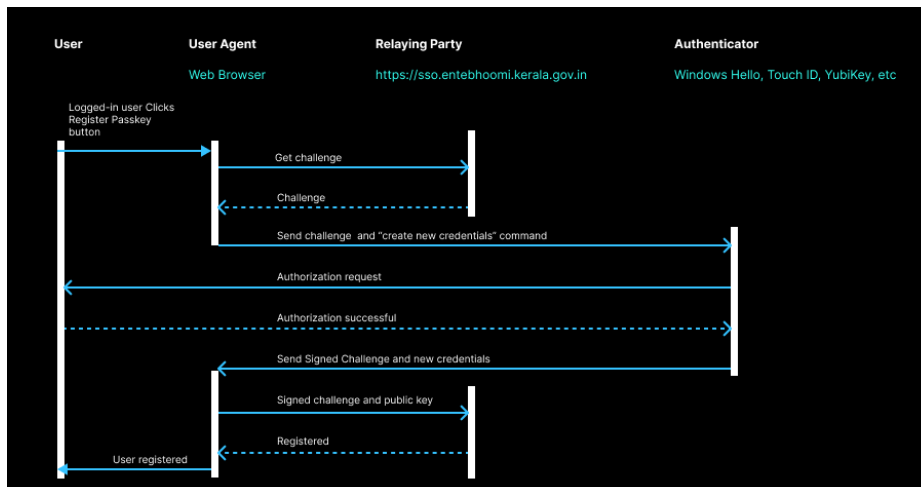 User
User Agent
Relaying Party
Authenticator
Web Browser
https://sso.entebhoomi.kerala.gov.in
Windows Hello, Touch ID, YubiKey, etc
Logged-in user Clicks
Register Passkey
button
Get challenge
Challenge
Send challenge and "create new credentials" command
Authorization request
Authorization successful
Send Signed Challenge and new credentials
Signed challenge and public key
Registered
User registered